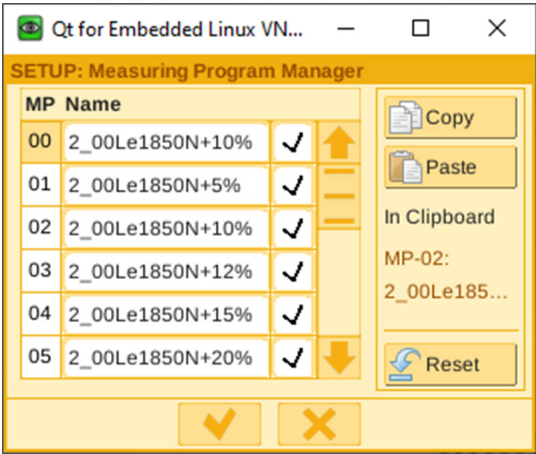 Qt for Embedded Linux VN...
SETUP: Measuring Program Manager
MP Name
00 2_00Le1850N+10%
01 2_00Le1850N+5%
02 2_00Le1850N+10%
03 2_00Le1850N+12%
04 2_00Le1850N+15%
05 2_00Le1850N+20%
Copy
Paste
In Clipboard
MP-02:
2_00Le185...
Reset